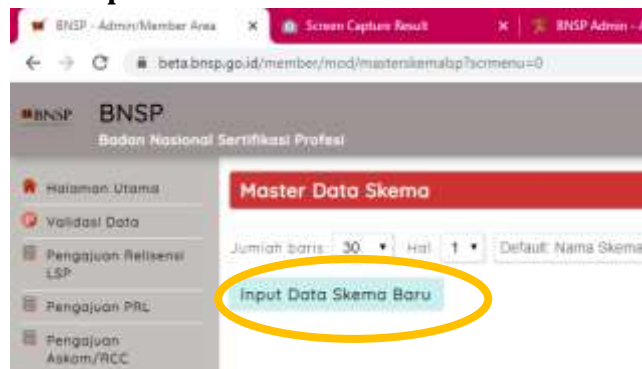 BNSP - Admin/Member Area
Screen Capture Result
BNSP Admin - A
beta.bnsp.go.id/member/mod/masterskemalsp?scrmenu=0
BNSP
BNSP
Badan Nasional Sertifikasi Profesi
Halaman Utama
Master Data Skema
Validasi Data
Pengajuan Relisensi
LSP
Jumlah baris 30 Hal 1 Default: Nama Skema
Input Data Skema Baru
Pengajuan PRL
Pengajuan
Askom/RCC